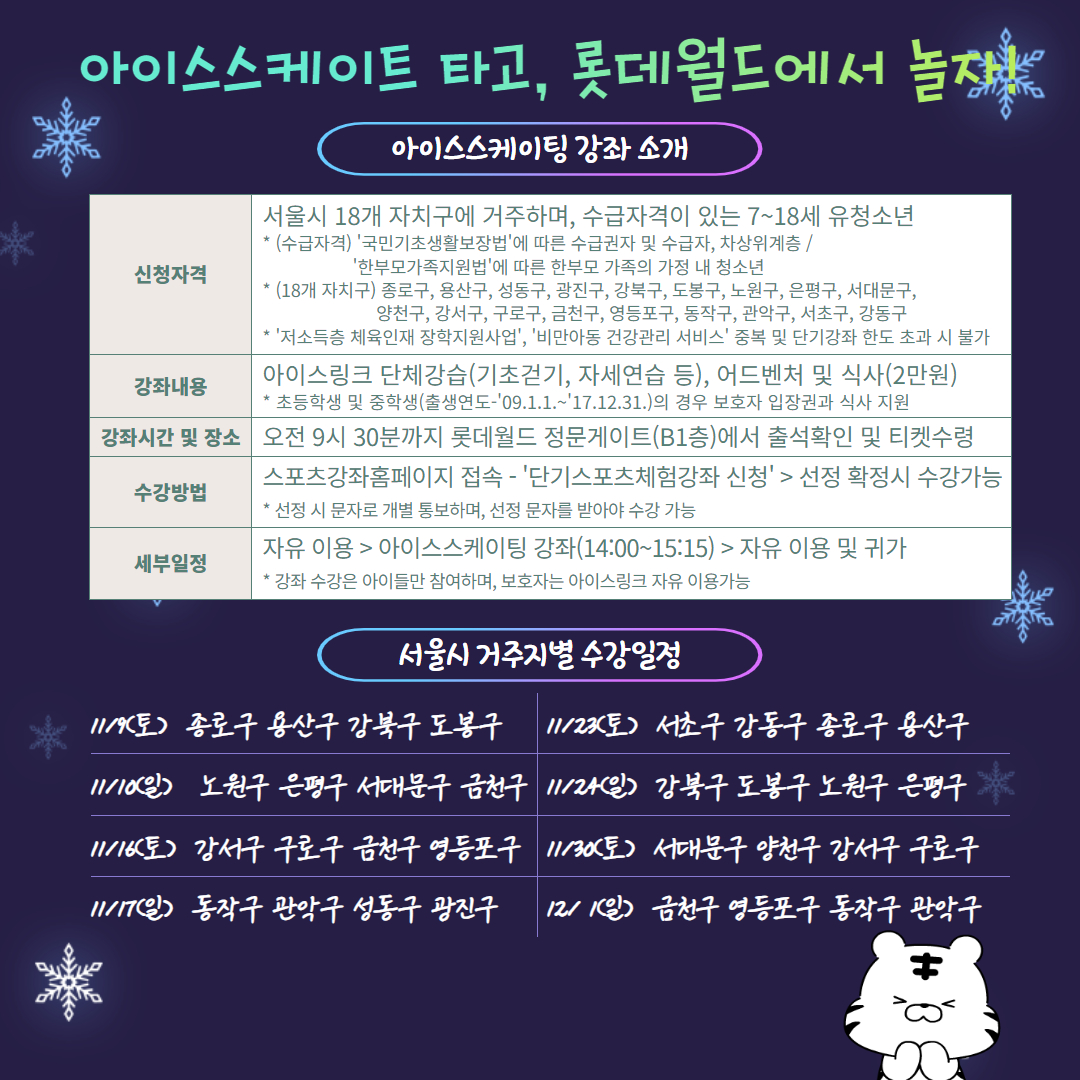 아이스스케이트 타고, 롯데월드에서 놀자!
아이스스케이팅 강좌 소개
신청자격
서울시 18개 자치구에 거주하며, 수급자격이 있는 7~18세 유청소년
* (수급자격) '국민기초생활보장법'에 따른 수급권자 및 수급자, 차상위계층 /
'한부모가족지원법'에 따른 한부모 가족의 가정 내 청소년
* (18개 자치구) 종로구, 용산구, 성동구, 광진구, 강북구, 도봉구, 노원구, 은평구, 서대문구,
양천구, 강서구, 구로구, 금천구, 영등포구, 동작구, 관악구, 서초구, 강동구
* '저소득층 체육인재 장학지원사업', '비만아동 건강관리 서비스' 중복 및 단기강좌 한도 초과 시 불가
강좌내용
아이스링크 단체강습(기초걷기, 자세연습 등), 어드벤처 및 식사(2만원)
* 초등학생 및 중학생(출생연도-'09.1.1.~'17.12.31.)의 경우 보호자 입장권과 식사 지원
강좌시간 및 장소
오전 9시 30분까지 롯데월드 정문게이트(B1층)에서 출석확인 및 티켓수령
수강방법
스포츠강좌홈페이지 접속 - '단기스포츠체험강좌 신청' > 선정 확정시 수강가능
* 선정 시 문자로 개별 통보하며, 선정 문자를 받아야 수강 가능
세부일정
자유 이용 > 아이스스케이팅 강좌(14:00~15:15) > 자유 이용 및 귀가
* 강좌 수강은 아이들만 참여하며, 보호자는 아이스링크 자유 이용가능
서울시 거주지별 수강일정
11/9(토) 종로구 용산구 강북구 도봉구
11/23(토) 서초구 강동구 종로구 용산구
11/10(일) 노원구 은평구 서대문구 금천구
11/24(일) 강북구 도봉구 노원구 은평구
11/16(토) 강서구 구로구 금천구 영등포구
11/30(토) 서대문구 양천구 강서구 구로구
11/17(일) 동작구 관악구 성동구 광진구
12/ 1(일) 금천구 영등포구 동작구 관악구